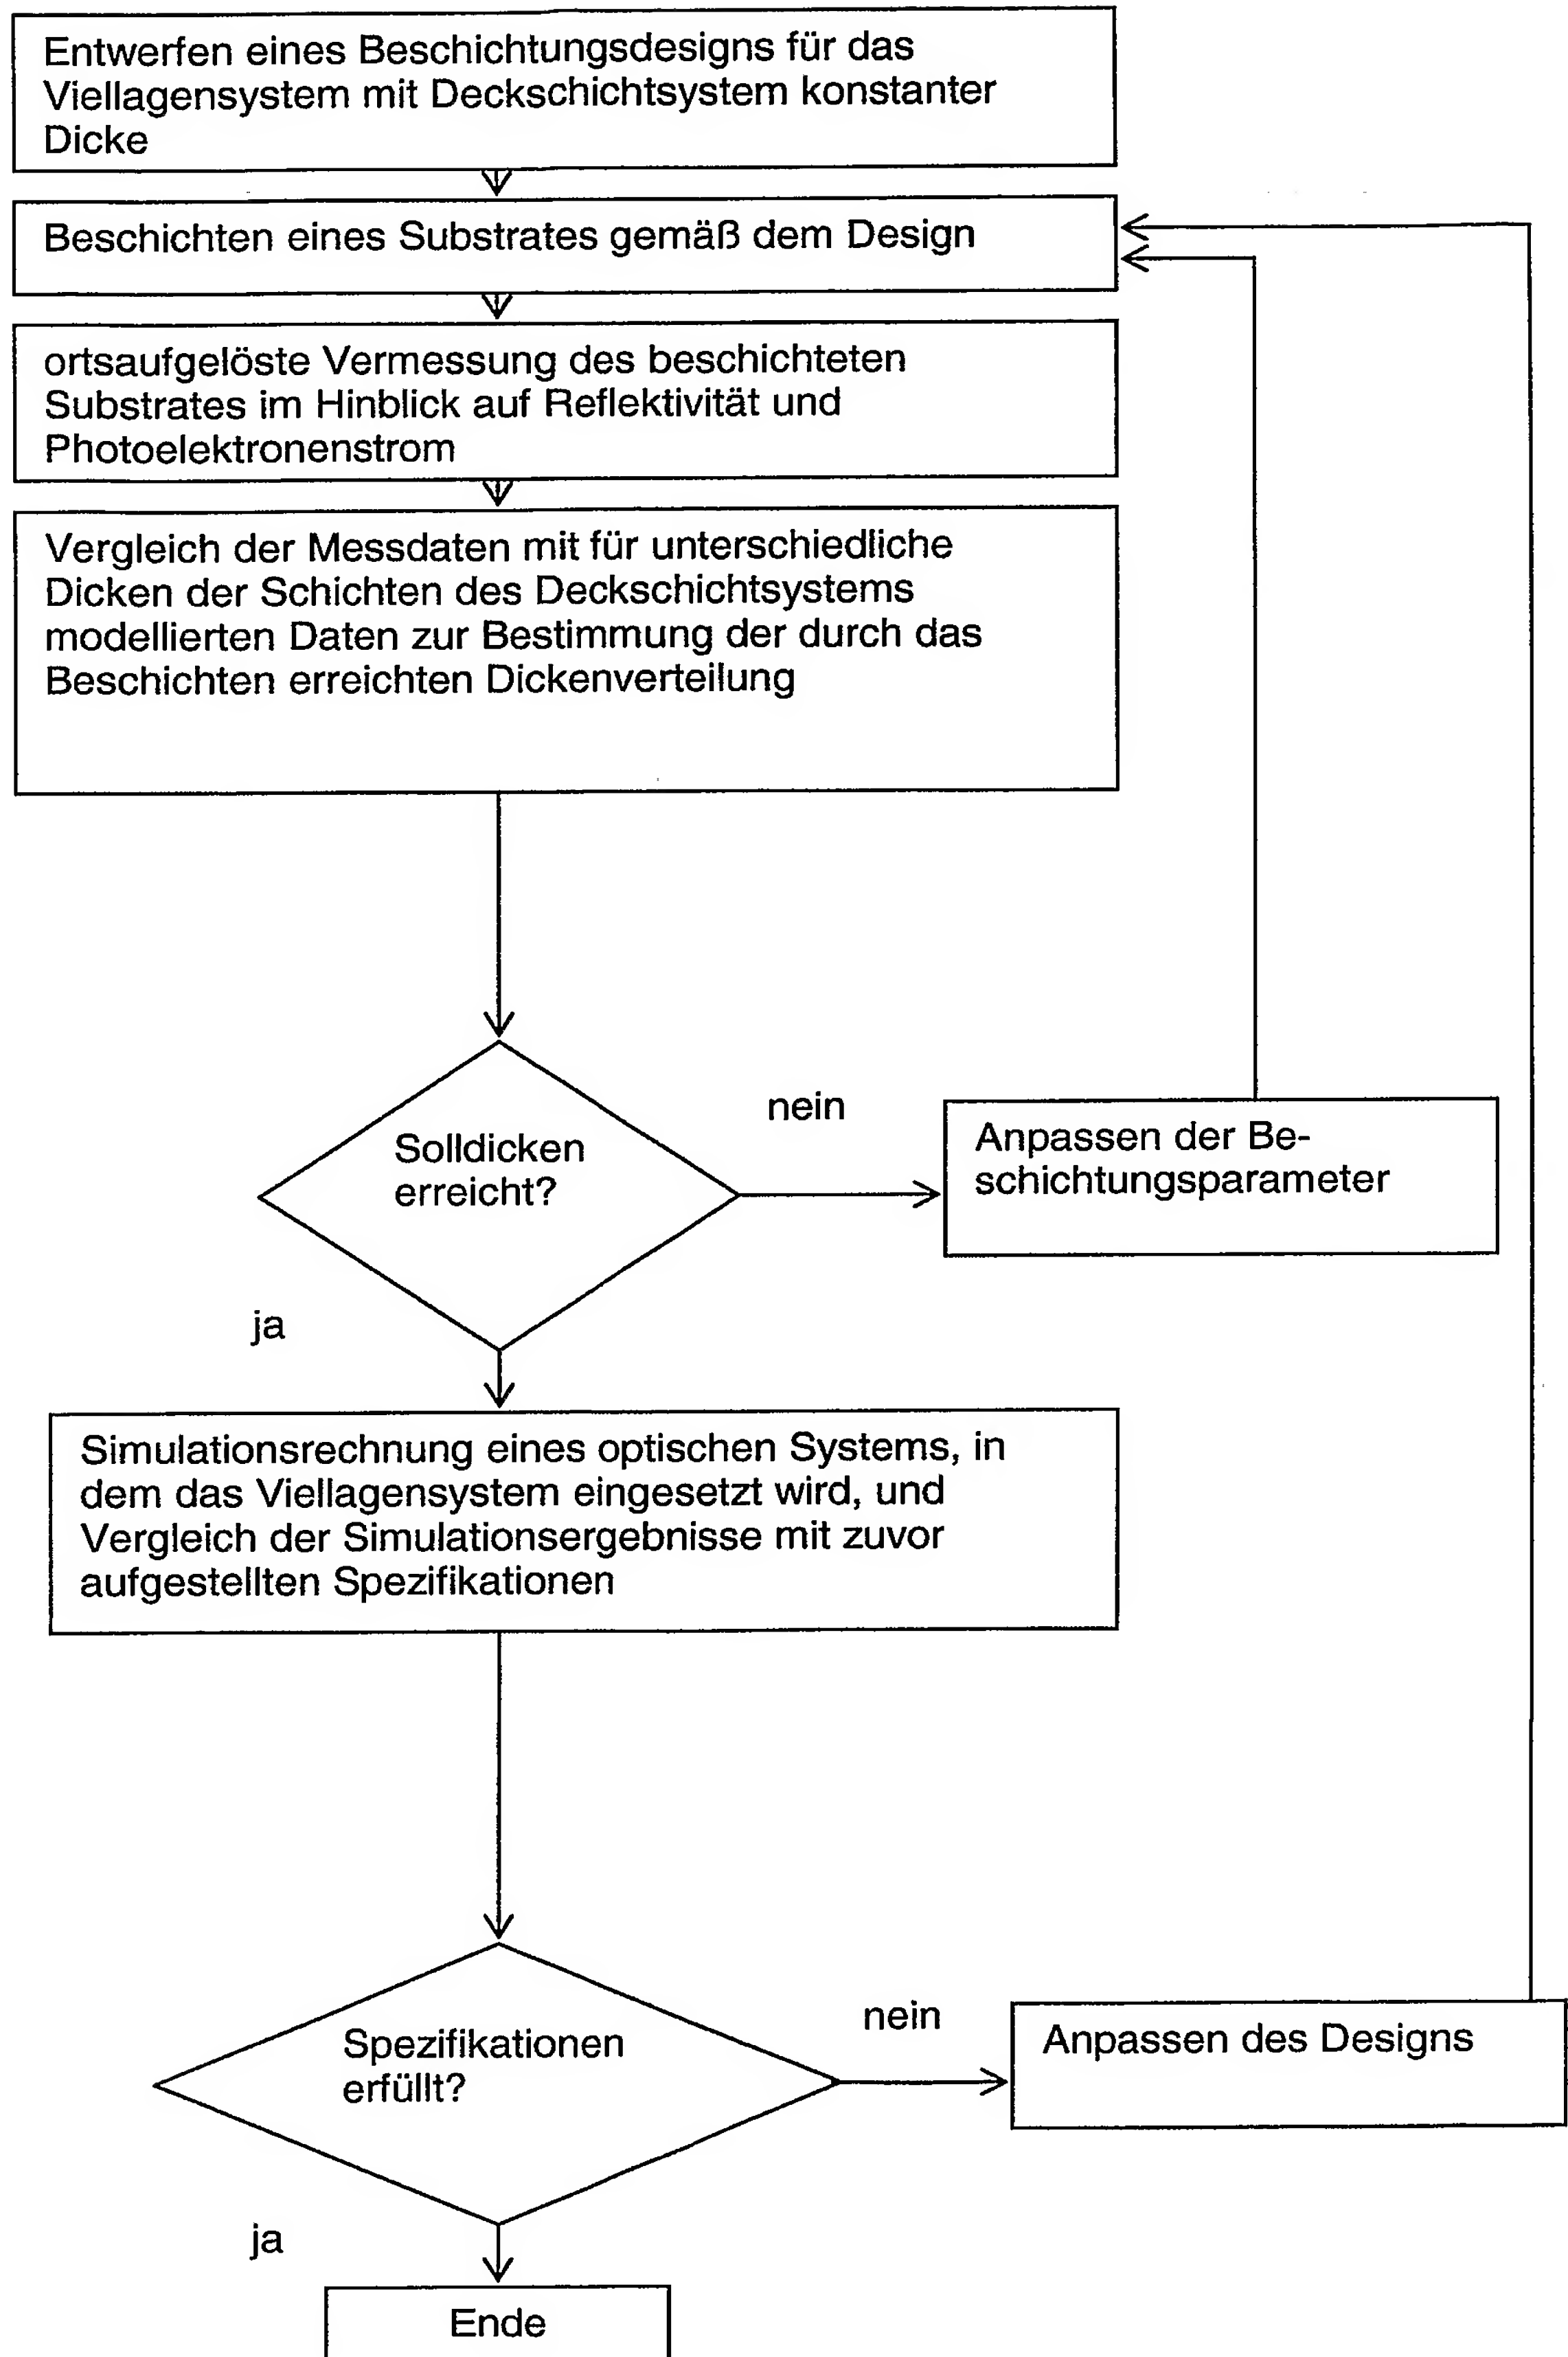 Entwerfen eines Beschichtungsdesigns für das
Viellagensystem mit Deckschichtsystem konstanter
Dicke
Beschichten eines Substrates gemäß dem Design
ortsaufgelöste Vermessung des beschichteten
Substrates im Hinblick auf Reflektivität und
Photoelektronenstrom
Vergleich der Messdaten mit für unterschiedliche
Dicken der Schichten des Deckschichtsystems
modellierten Daten zur Bestimmung der durch das
Beschichten erreichten Dickenverteilung
Solldicken
erreicht?
nein
Anpassen der Be-
schichtungsparameter
ja
Simulationsrechnung eines optischen Systems, in
dem das Viellagensystem eingesetzt wird, und
Vergleich der Simulationsergebnisse mit zuvor
aufgestellten Spezifikationen
Spezifikationen
erfüllt?
nein
Anpassen des Designs
ja
Ende